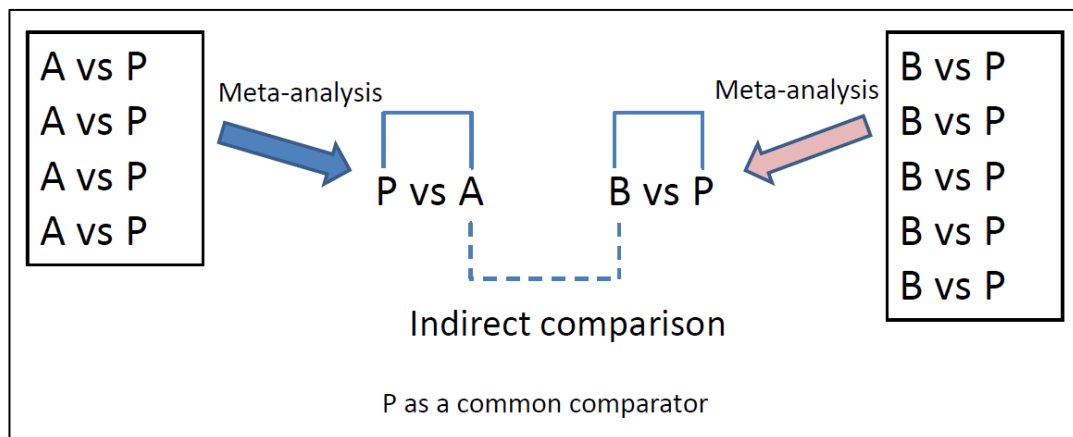 A vs P
A vs P
A vs P
A vs P
Meta-analysis
P vs A
B vs P
Meta-analysis
B vs P
B vs P
B vs P
B vs P
B vs P
Indirect comparison
P as a common comparator